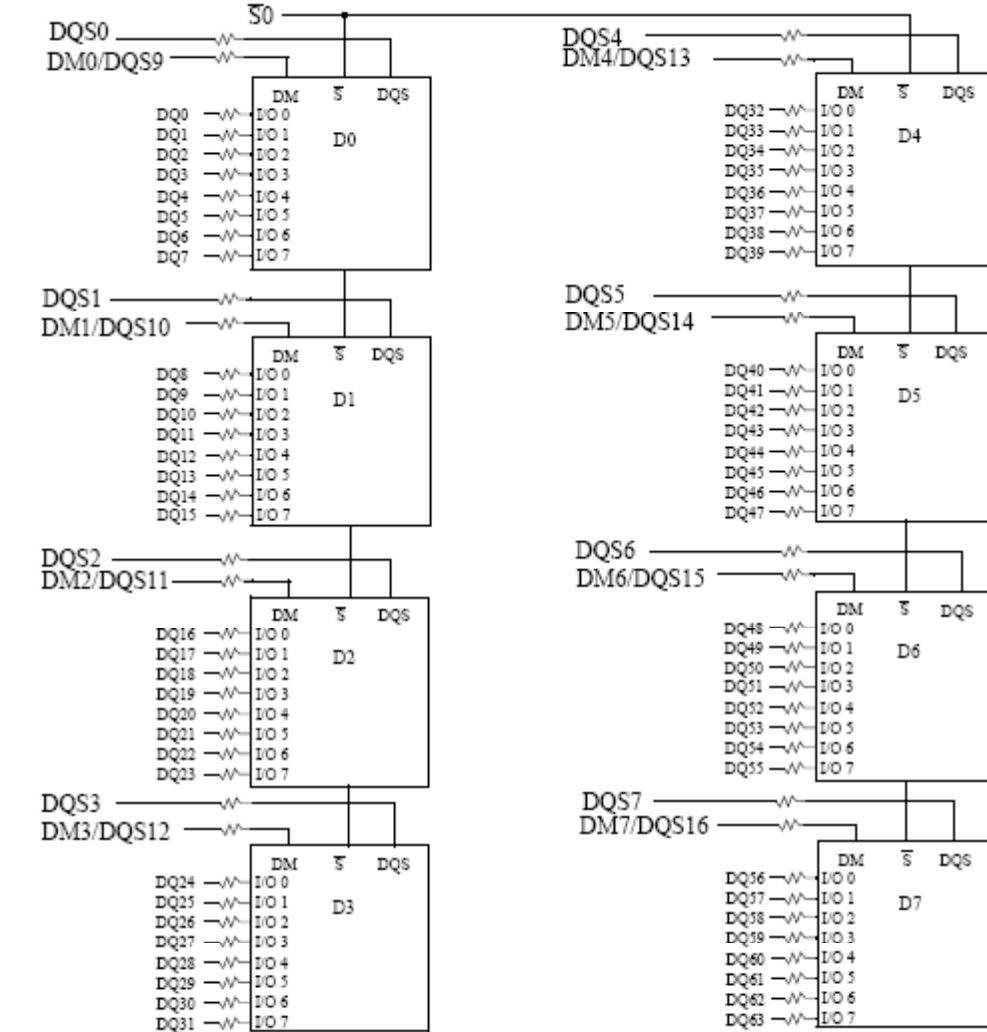 S̅0
DQS0
DM0/DQS9
DM S̅ DQS
D0
DQ0 I/O 0
DQ1 I/O 1
DQ2 I/O 2
DQ3 I/O 3
DQ4 I/O 4
DQ5 I/O 5
DQ6 I/O 6
DQ7 I/O 7
DQS1
DM1/DQS10
DM S̅ DQS
D1
DQ8 I/O 0
DQ9 I/O 1
DQ10 I/O 2
DQ11 I/O 3
DQ12 I/O 4
DQ13 I/O 5
DQ14 I/O 6
DQ15 I/O 7
DQS2
DM2/DQS11
DM S̅ DQS
D2
DQ16 I/O 0
DQ17 I/O 1
DQ18 I/O 2
DQ19 I/O 3
DQ20 I/O 4
DQ21 I/O 5
DQ22 I/O 6
DQ23 I/O 7
DQS3
DM3/DQS12
DM S̅ DQS
D3
DQ24 I/O 0
DQ25 I/O 1
DQ26 I/O 2
DQ27 I/O 3
DQ28 I/O 4
DQ29 I/O 5
DQ30 I/O 6
DQ31 I/O 7
DQS4
DM4/DQS13
DM S̅ DQS
D4
DQ32 I/O 0
DQ33 I/O 1
DQ34 I/O 2
DQ35 I/O 3
DQ36 I/O 4
DQ37 I/O 5
DQ38 I/O 6
DQ39 I/O 7
DQS5
DM5/DQS14
DM S̅ DQS
D5
DQ40 I/O 0
DQ41 I/O 1
DQ42 I/O 2
DQ43 I/O 3
DQ44 I/O 4
DQ45 I/O 5
DQ46 I/O 6
DQ47 I/O 7
DQS6
DM6/DQS15
DM S̅ DQS
D6
DQ48 I/O 0
DQ49 I/O 1
DQ50 I/O 2
DQ51 I/O 3
DQ52 I/O 4
DQ53 I/O 5
DQ54 I/O 6
DQ55 I/O 7
DQS7
DM7/DQS16
DM S̅ DQS
D7
DQ56 I/O 0
DQ57 I/O 1
DQ58 I/O 2
DQ59 I/O 3
DQ60 I/O 4
DQ61 I/O 5
DQ62 I/O 6
DQ63 I/O 7